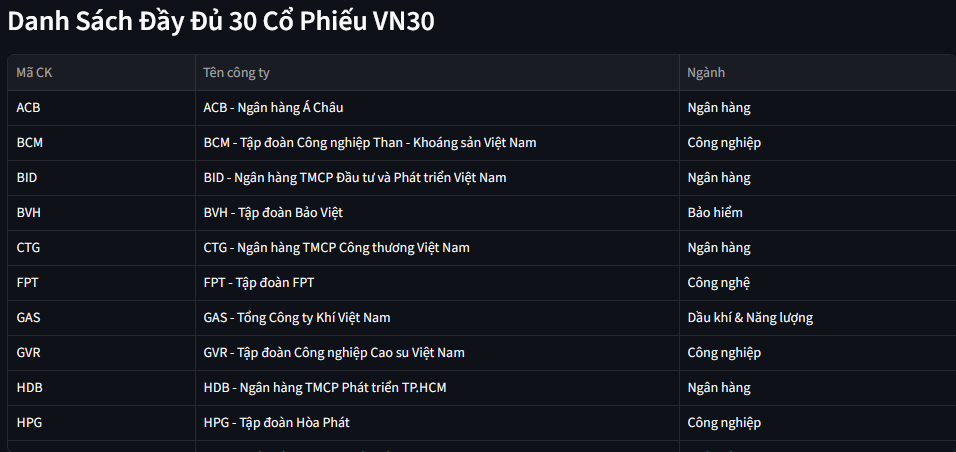 Danh Sách Đầy Đủ 30 Cổ Phiếu VN30
Mã CK Tên công ty Ngành
ACB ACB - Ngân hàng Á Châu Ngân hàng
BCM BCM - Tập đoàn Công nghiệp Than - Khoáng sản Việt Nam Công nghiệp
BID BID - Ngân hàng TMCP Đầu tư và Phát triển Việt Nam Ngân hàng
BVH BVH - Tập đoàn Bảo Việt Bảo hiểm
CTG CTG - Ngân hàng TMCP Công thương Việt Nam Ngân hàng
FPT FPT - Tập đoàn FPT Công nghệ
GAS GAS - Tổng Công ty Khí Việt Nam Dầu khí & Năng lượng
GVR GVR - Tập đoàn Công nghiệp Cao su Việt Nam Công nghiệp
HDB HDB - Ngân hàng TMCP Phát triển TP.HCM Ngân hàng
HPG HPG - Tập đoàn Hòa Phát Công nghiệp